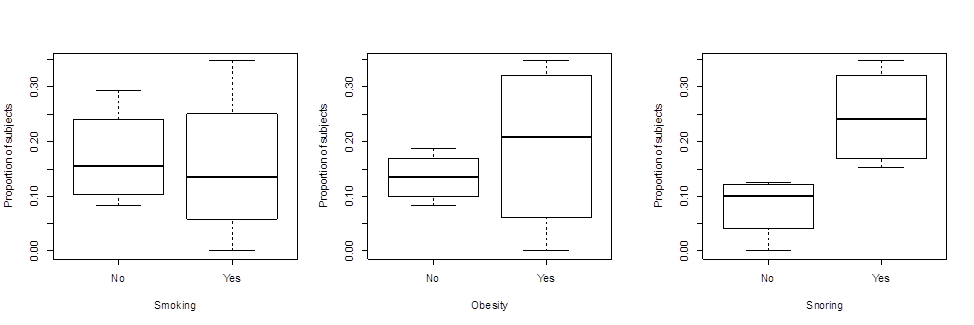 Proportion of subjects
0.00
0.10
0.20
0.30
No
Yes
Smoking
Proportion of subjects
0.00
0.10
0.20
0.30
No
Yes
Obesity
Proportion of subjects
0.00
0.10
0.20
0.30
No
Yes
Snoring